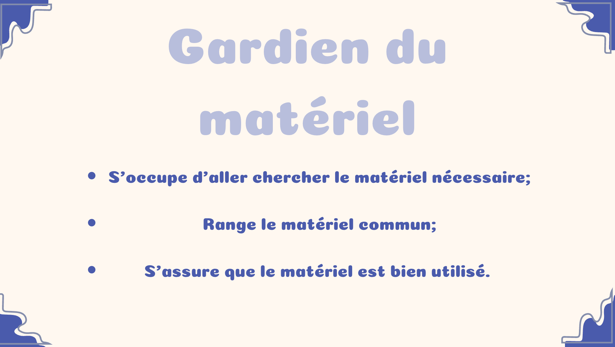 Gardien du
matériel
• S’occupe d’aller chercher le matériel nécessaire;
• Range le matériel commun;
• S’assure que le matériel est bien utilisé.